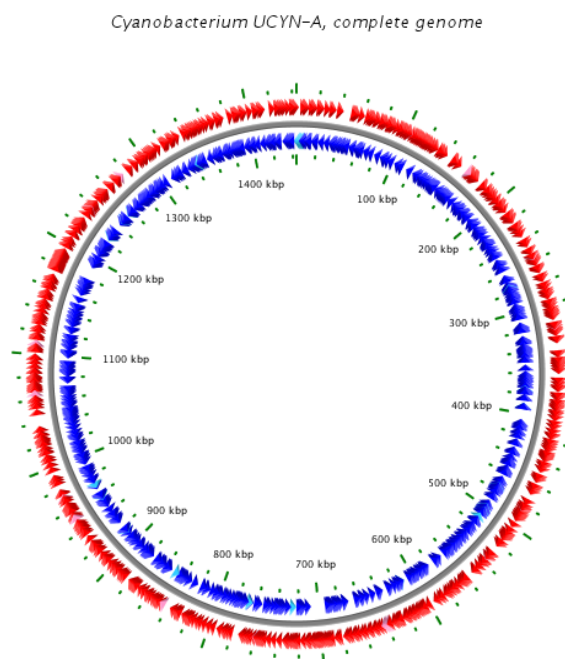 Cyanobacterium UCYN-A, complete genome
100 kbp
200 kbp
300 kbp
400 kbp
500 kbp
600 kbp
700 kbp
800 kbp
900 kbp
1000 kbp
1100 kbp
1200 kbp
1300 kbp
1400 kbp